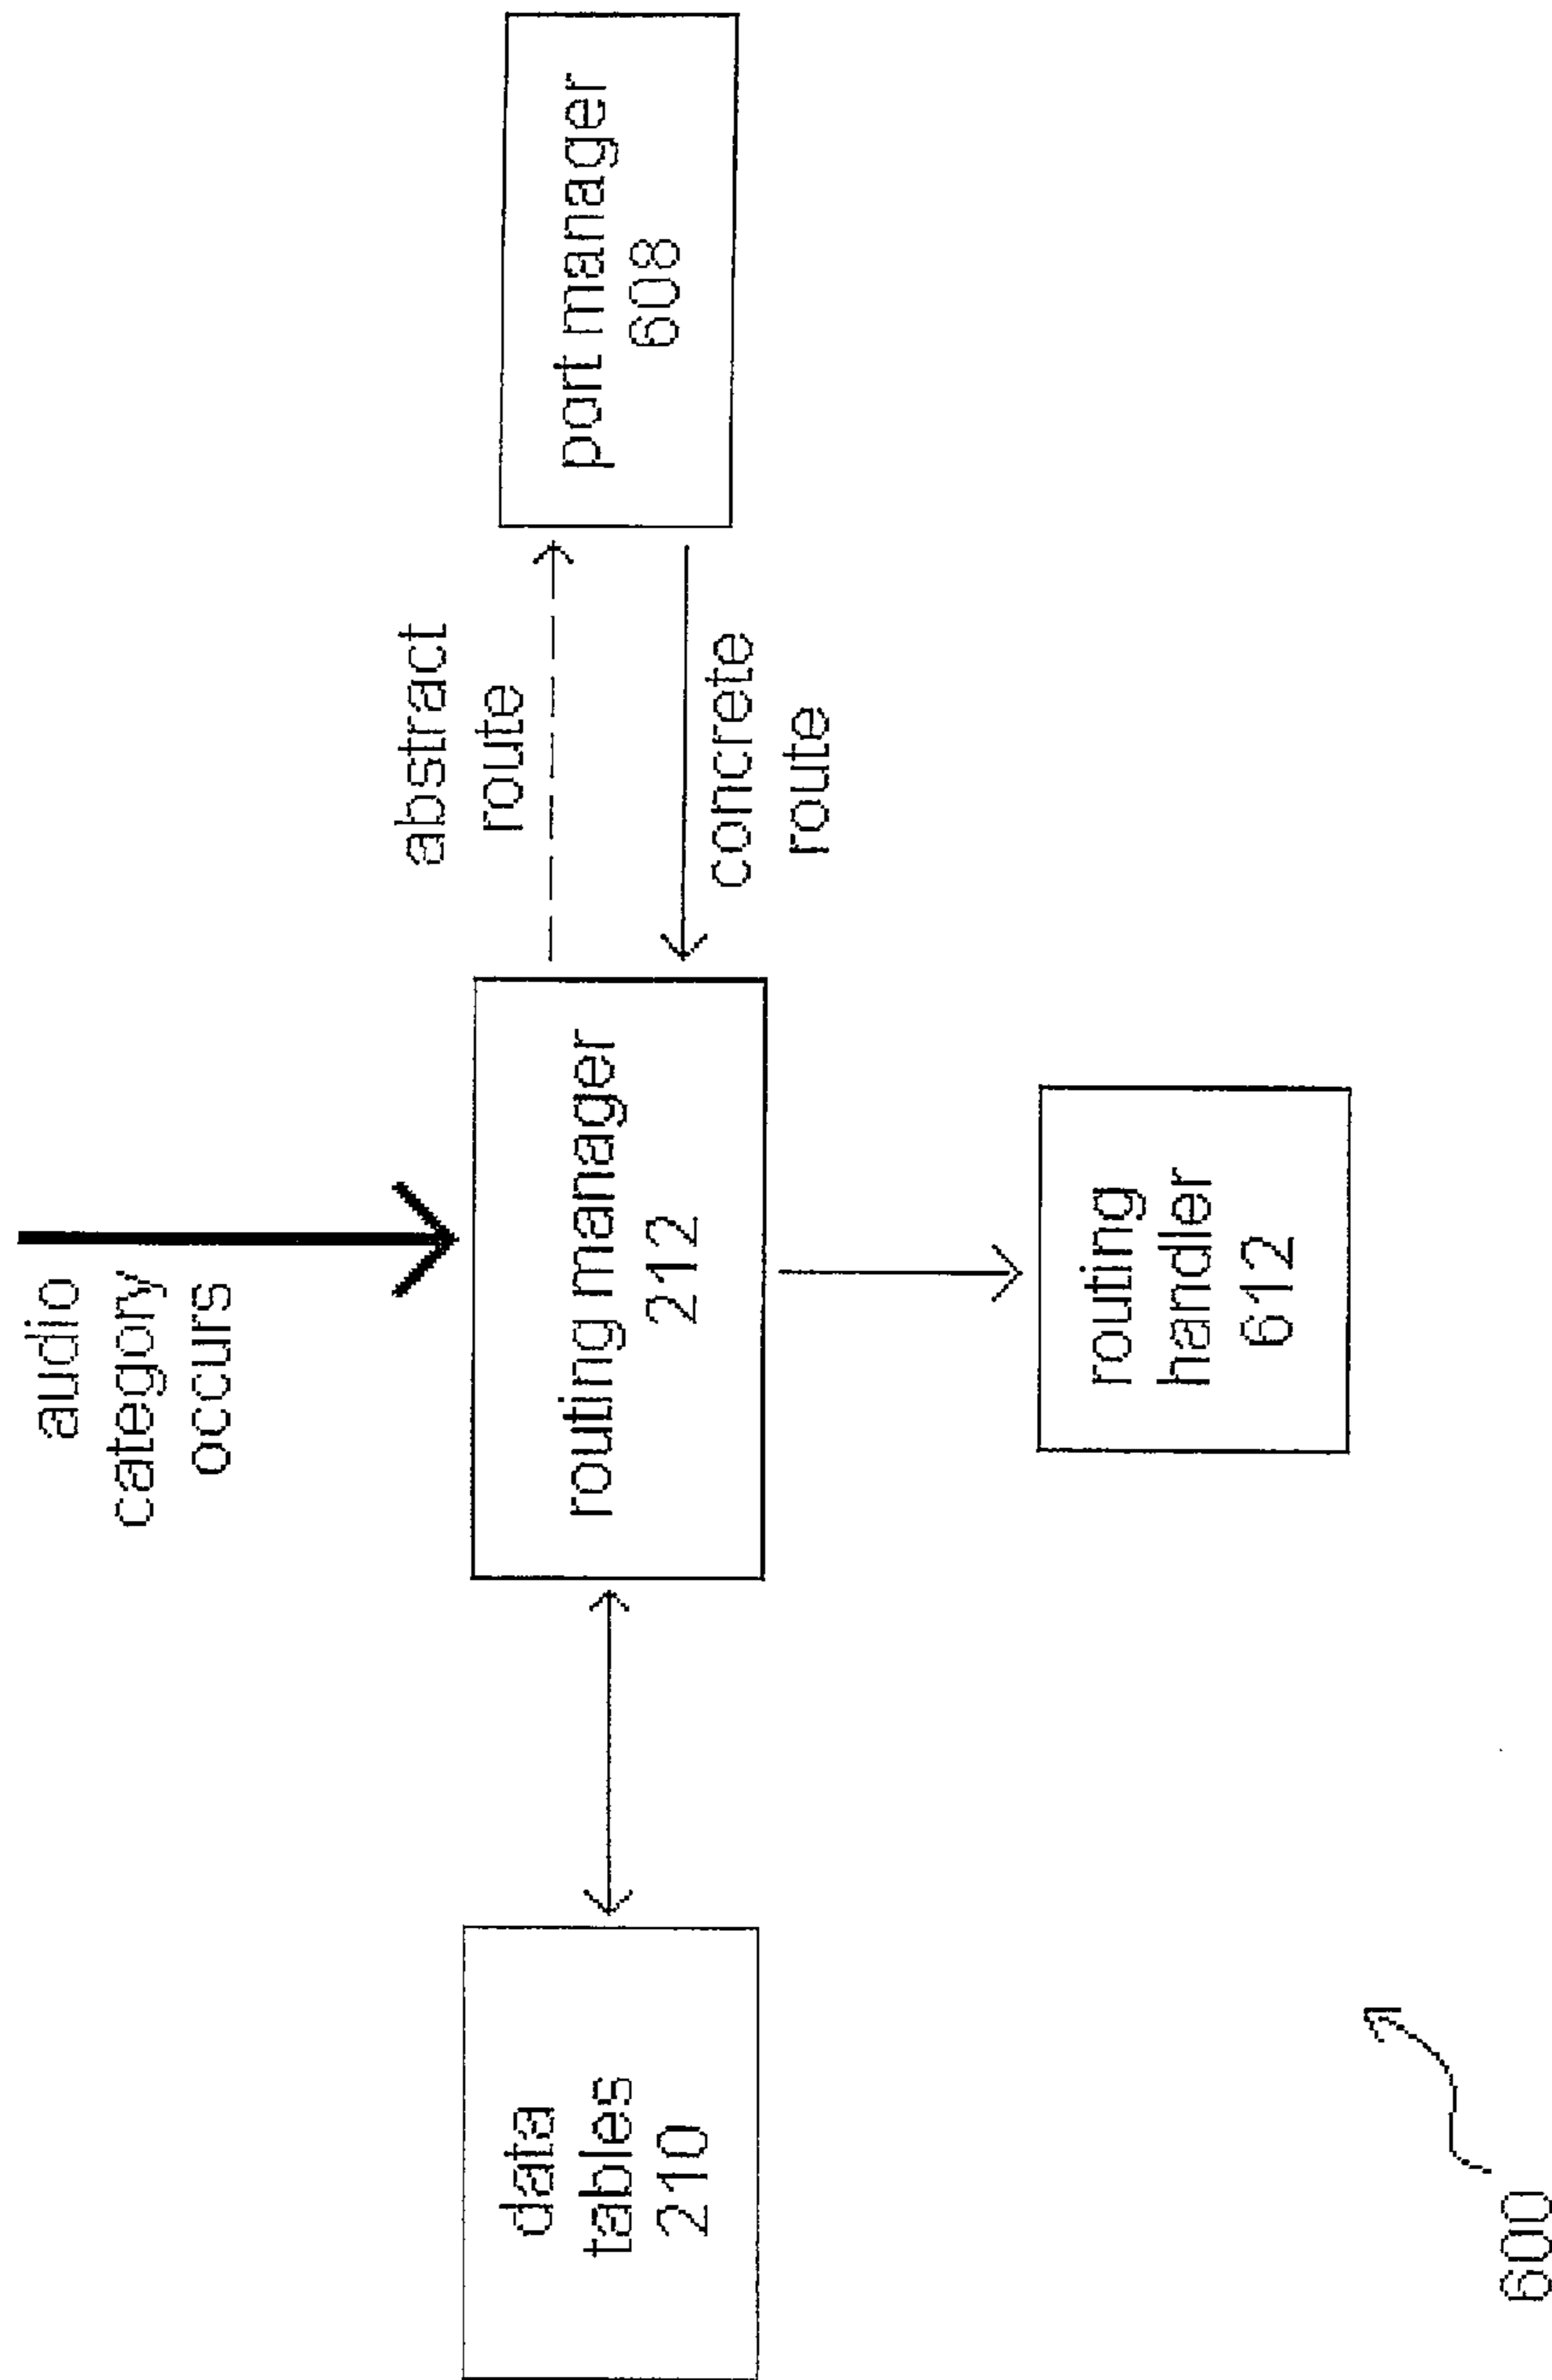 audio
category
occurs
data
tables
210
routing manager
212
abstract
route
concrete
route
port manager
608
routing
handler
612
600